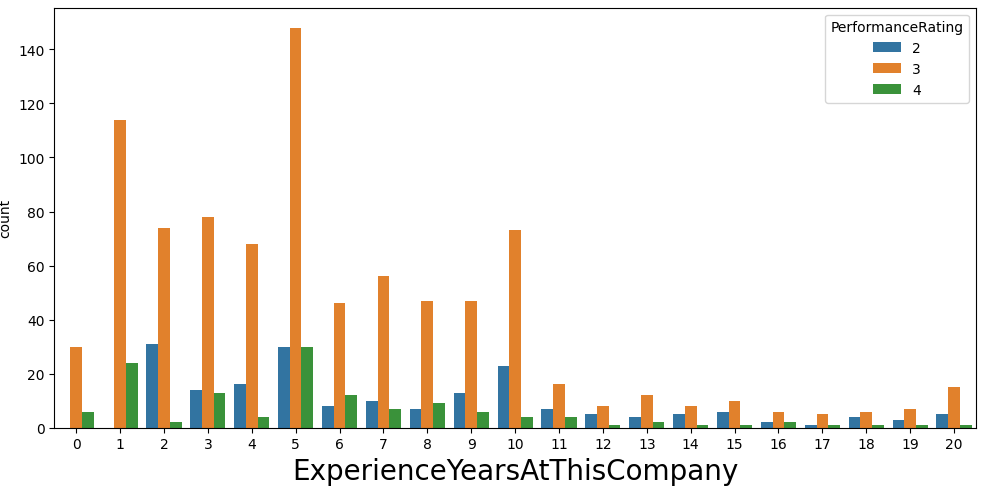 PerformanceRating
2
3
4
140
120
100
80
60
40
20
0
count
0 1 2 3 4 5 6 7 8 9 10 11 12 13 14 15 16 17 18 19 20
ExperienceYearsAtThisCompany